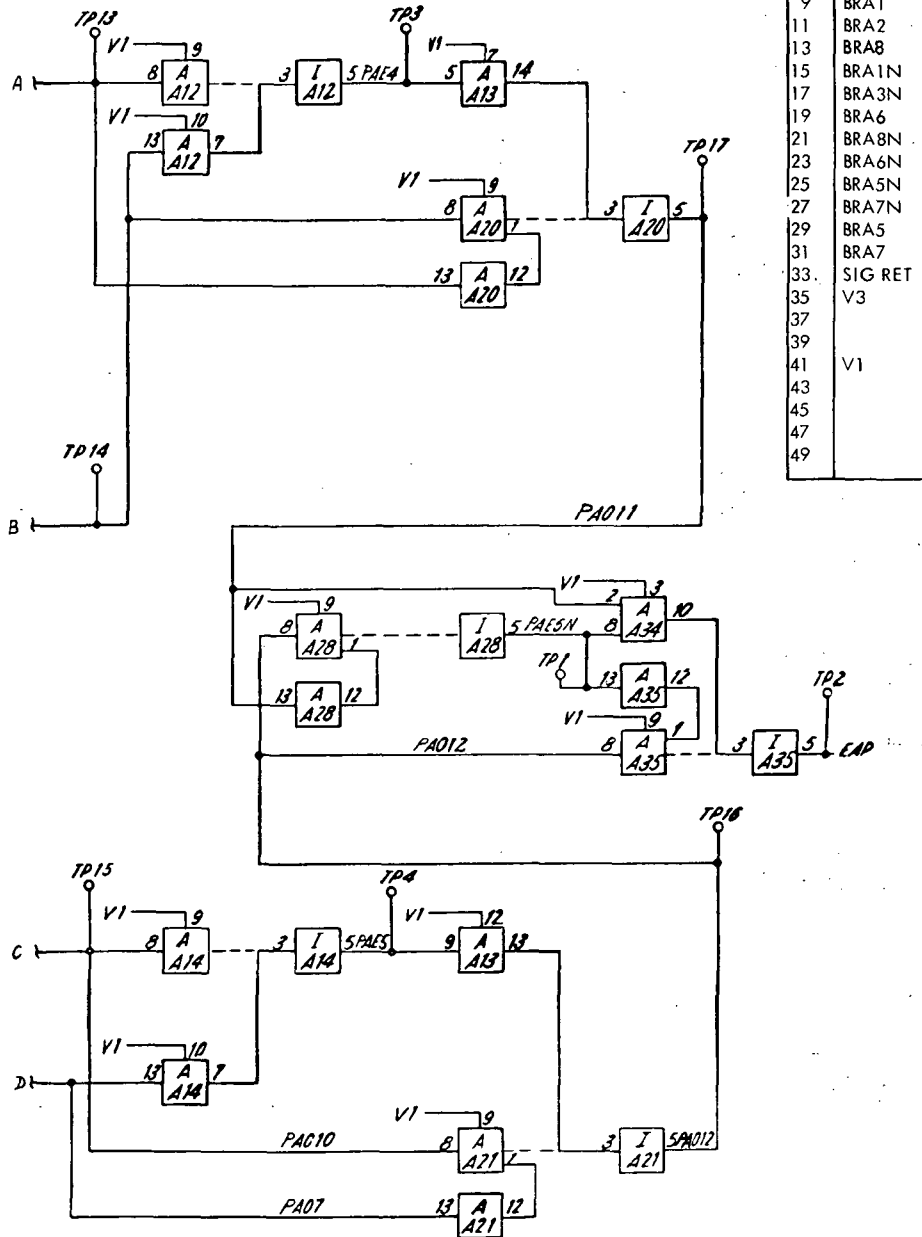 TP13
V1 9
A 8 A A12 3 I A12 5 PAE4
TP3
V1 7
5 A A13 14
V1 10
13 A A12 7
TP17
V1 9
8 A A20 1 3 I A20 5
13 A A20 12
TP14
B
PA011
V1 3
2 A A34 10
8
V1 9
8 A A28 1 I A28 5 PAE5N
TP1
13 A A35 12
13 A A28 12
V1 9
PA012 8 A A35 1 3 I A35 5 EAP
TP2
TP16
TP15
V1 9
C 8 A A14 3 I A14 5 PAE5
TP4
V1 12
9 A A13 13
V1 10
D 13 A A14 7
V1 9
PA010 8 A A21 1 3 I A21 5 PA012
PA07 13 A A21 12
9 BRA1
11 BRA2
13 BRA8
15 BRA1N
17 BRA3N
19 BRA6
21 BRA8N
23 BRA6N
25 BRA5N
27 BRA7N
29 BRA5
31 BRA7
33. SIG RET
35 V3
37
39
41 V1
43
45
47
49